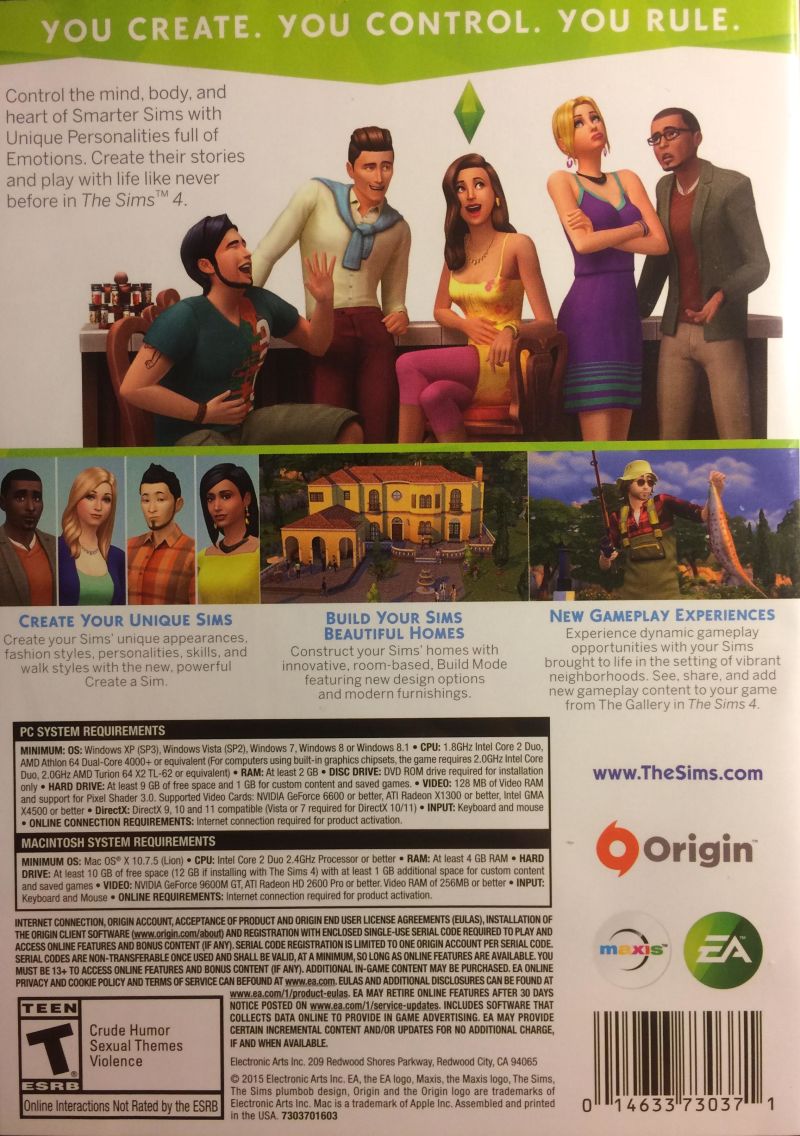 YOU CREATE. YOU CONTROL. YOU RULE.
Control the mind, body, and
heart of Smarter Sims with
Unique Personalities full of
Emotions. Create their stories
and play with life like never
before in The Sims™ 4.
CREATE YOUR UNIQUE SIMS
Create your Sims' unique appearances,
fashion styles, personalities, skills, and
walk styles with the new, powerful
Create a Sim.
BUILD YOUR SIMS
BEAUTIFUL HOMES
Construct your Sims' homes with
innovative, room-based, Build Mode
featuring new design options
and modern furnishings.
NEW GAMEPLAY EXPERIENCES
Experience dynamic gameplay
opportunities with your Sims
brought to life in the setting of vibrant
neighborhoods. See, share, and add
new gameplay content to your game
from The Gallery in The Sims 4.
PC SYSTEM REQUIREMENTS
MINIMUM: OS: Windows XP (SP3), Windows Vista (SP2), Windows 7, Windows 8 or Windows 8.1 • CPU: 1.8GHz Intel Core 2 Duo,
AMD Athlon 64 Dual-Core 4000+ or equivalent (For computers using built-in graphics chipsets, the game requires 2.0GHz Intel Core
Duo, 2.0GHz AMD Turion 64 X2 TL-62 or equivalent) • RAM: At least 2 GB • DISC DRIVE: DVD ROM drive required for installation
only • HARD DRIVE: At least 9 GB of free space and 1 GB for custom content and saved games. • VIDEO: 128 MB of Video RAM
and support for Pixel Shader 3.0. Supported Video Cards: NVIDIA GeForce 6600 or better, ATI Radeon X1300 or better, Intel GMA
X4500 or better • DirectX: DirectX 9, 10 and 11 compatible (Vista or 7 required for DirectX 10/11) • INPUT: Keyboard and mouse
• ONLINE CONNECTION REQUIREMENTS: Internet connection required for product activation.
MACINTOSH SYSTEM REQUIREMENTS
MINIMUM OS: Mac OS® X 10.7.5 (Lion) • CPU: Intel Core 2 Duo 2.4GHz Processor or better • RAM: At least 4 GB RAM • HARD
DRIVE: At least 10 GB of free space (12 GB if installing with The Sims 4) with at least 1 GB additional space for custom content
and saved games • VIDEO: NVIDIA GeForce 9600M GT, ATI Radeon HD 2600 Pro or better. Video RAM of 256MB or better • INPUT:
Keyboard and Mouse • ONLINE REQUIREMENTS: Internet connection required for product activation.
www.TheSims.com
Origin™
maxis™
EA
INTERNET CONNECTION, ORIGIN ACCOUNT, ACCEPTANCE OF PRODUCT AND ORIGIN END USER LICENSE AGREEMENTS (EULAS), INSTALLATION OF
THE ORIGIN CLIENT SOFTWARE (www.origin.com/about) AND REGISTRATION WITH ENCLOSED SINGLE-USE SERIAL CODE REQUIRED TO PLAY AND
ACCESS ONLINE FEATURES AND BONUS CONTENT (IF ANY). SERIAL CODE REGISTRATION IS LIMITED TO ONE ORIGIN ACCOUNT PER SERIAL CODE.
SERIAL CODES ARE NON-TRANSFERABLE ONCE USED AND SHALL BE VALID, AT A MINIMUM, SO LONG AS ONLINE FEATURES ARE AVAILABLE. YOU
MUST BE 13+ TO ACCESS ONLINE FEATURES AND BONUS CONTENT (IF ANY). ADDITIONAL IN-GAME CONTENT MAY BE PURCHASED. EA ONLINE
PRIVACY AND COOKIE POLICY AND TERMS OF SERVICE CAN BEFOUND AT www.ea.com. EULAS AND ADDITIONAL DISCLOSURES CAN BE FOUND AT
www.ea.com/1/product-eulas. EA MAY RETIRE ONLINE FEATURES AFTER 30 DAYS
NOTICE POSTED ON www.ea.com/1/service-updates. INCLUDES SOFTWARE THAT
COLLECTS DATA ONLINE TO PROVIDE IN GAME ADVERTISING. EA MAY PROVIDE
CERTAIN INCREMENTAL CONTENT AND/OR UPDATES FOR NO ADDITIONAL CHARGE,
IF AND WHEN AVAILABLE.
Electronic Arts Inc. 209 Redwood Shores Parkway, Redwood City, CA 94065
© 2015 Electronic Arts Inc. EA, the EA logo, Maxis, the Maxis logo, The Sims,
The Sims plumbob design, Origin and the Origin logo are trademarks of
Electronic Arts Inc. Mac is a trademark of Apple Inc. Assembled and printed
in the USA. 7303701603
TEEN
T
®
ESRB
Crude Humor
Sexual Themes
Violence
Online Interactions Not Rated by the ESRB
0 14633 73037 1